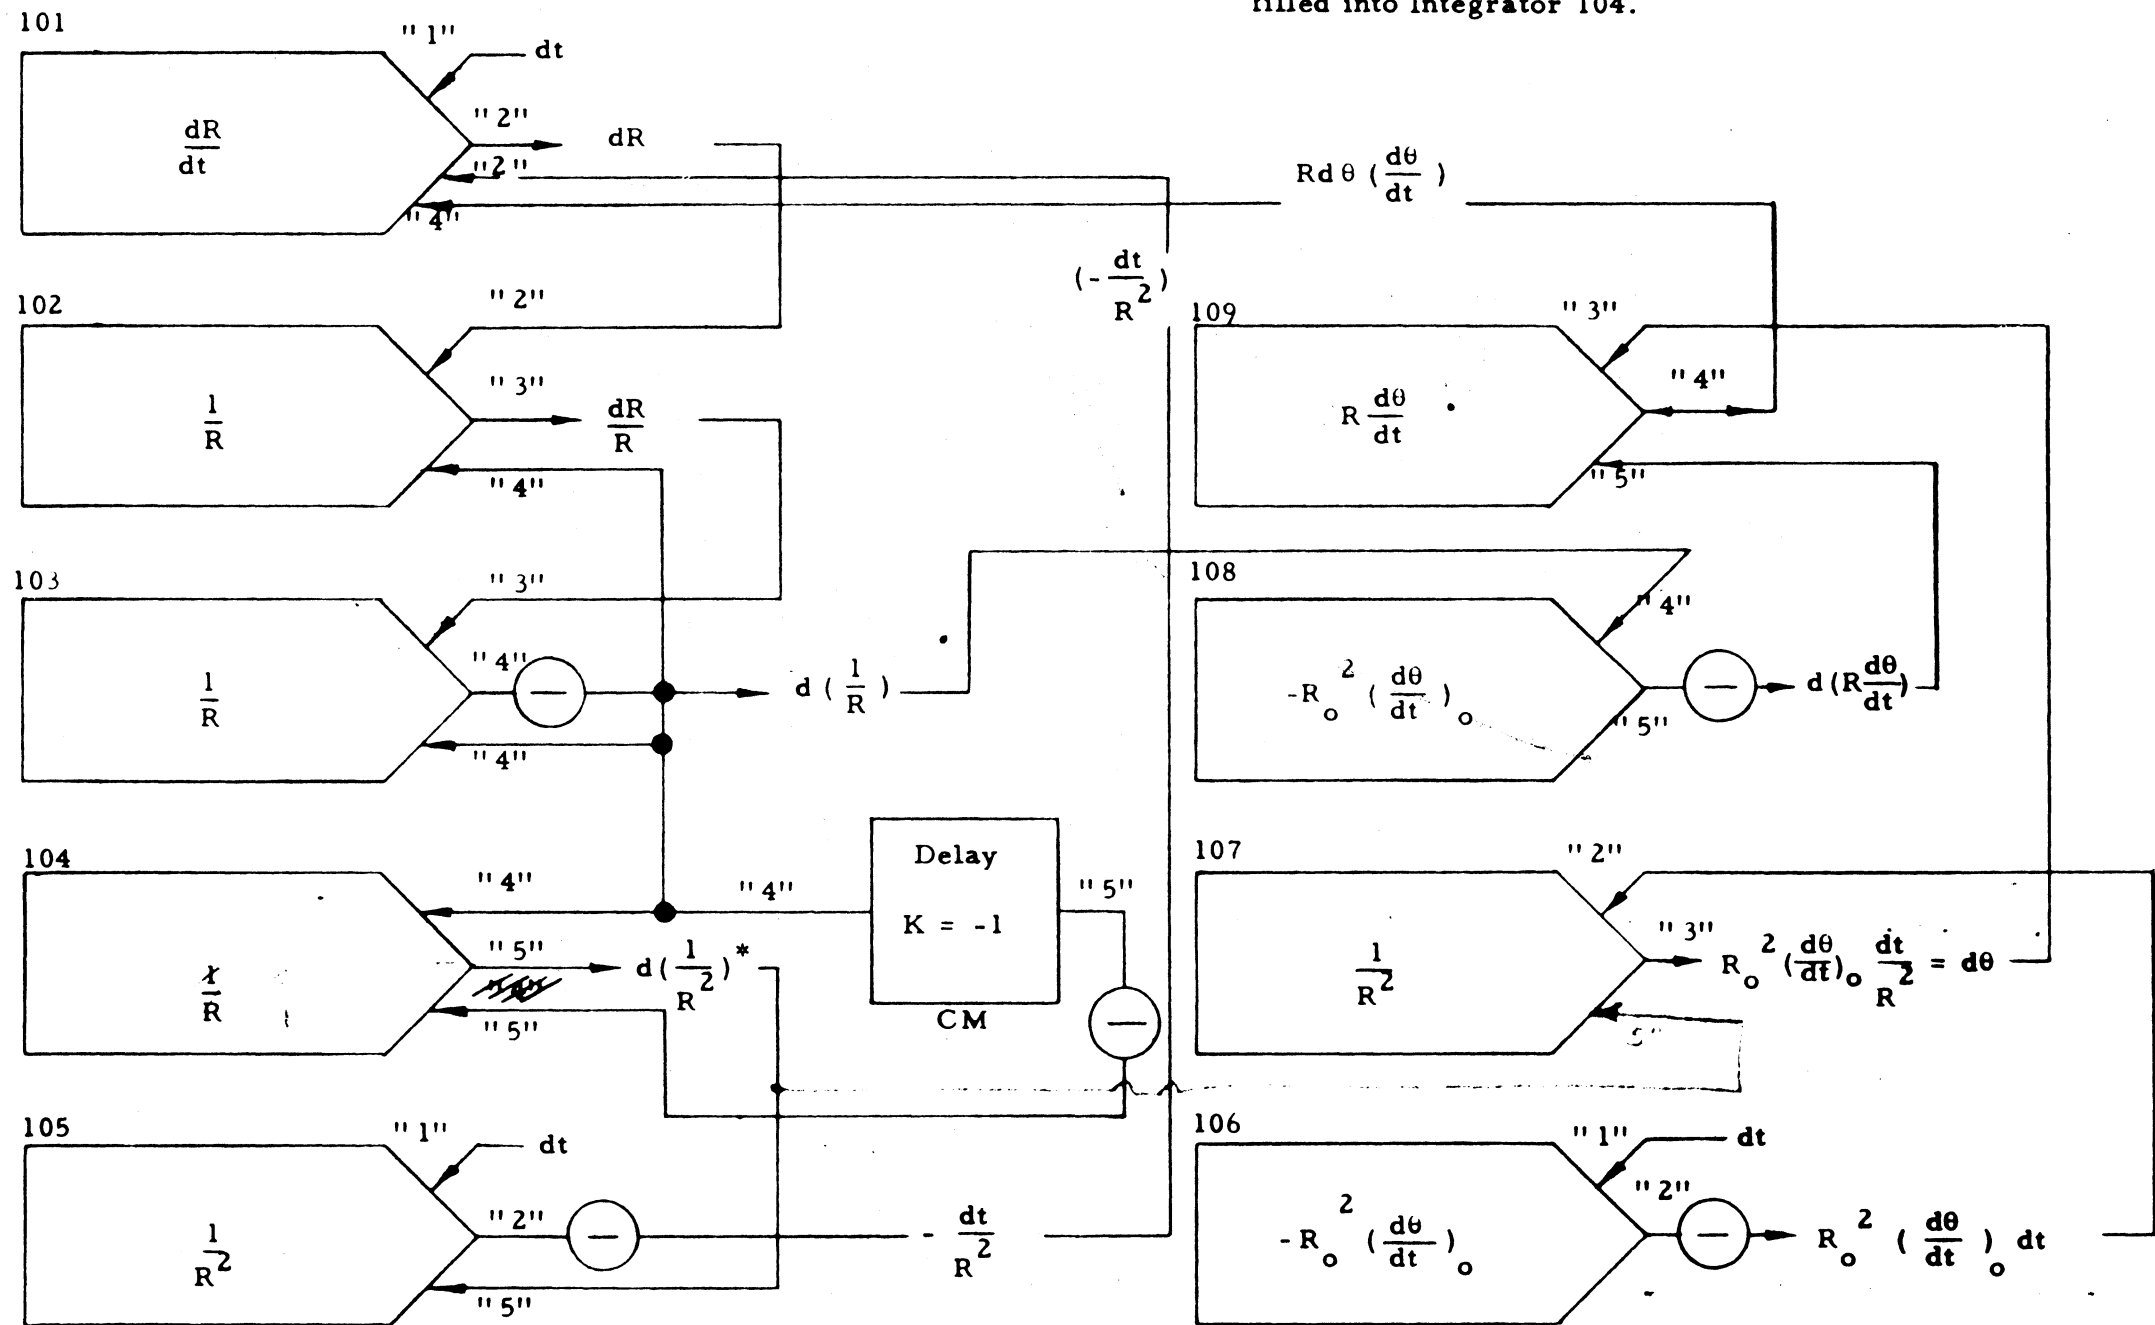 filled into Integrator 104.
101
"1"
dt
dR
dt
"2"
dR
"2"
"4"
Rdθ (dθ/dt)
(- dt/R²)
102
"2"
1
R
"3"
dR
R
"4"
109
"3"
R dθ/dt
"4"
"5"
103
"3"
1
R
"4"
—
d (1/R)
"4"
108
"4"
-R₀² (dθ/dt)₀
—
d(R dθ/dt)
"5"
104
"4"
"4"
Delay
K = -1
CM
"5"
—
1
R
"5"
d(1/R²)*
"5"
107
"2"
1
R²
"3"
R₀² (dθ/dt)₀ dt/R² = dθ
5"
105
"1"
dt
1
R²
"2"
—
- dt/R²
"5"
106
"1"
dt
-R₀² (dθ/dt)₀
"2"
—
R₀² (dθ/dt)₀ dt